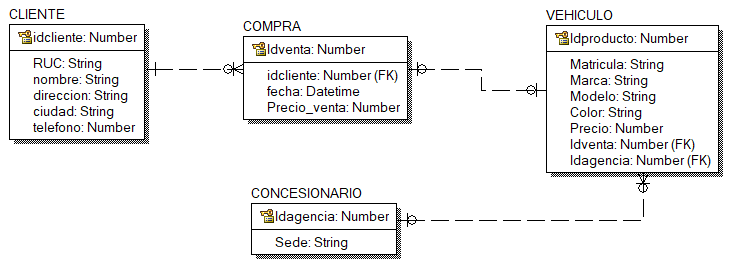 CLIENTE
idcliente: Number
RUC: String
nombre: String
direccion: String
ciudad: String
telefono: Number
COMPRA
Idventa: Number
idcliente: Number (FK)
fecha: Datetime
Precio_venta: Number
VEHICULO
Idproducto: Number
Matricula: String
Marca: String
Modelo: String
Color: String
Precio: Number
Idventa: Number (FK)
Idagencia: Number (FK)
CONCESIONARIO
Idagencia: Number
Sede: String